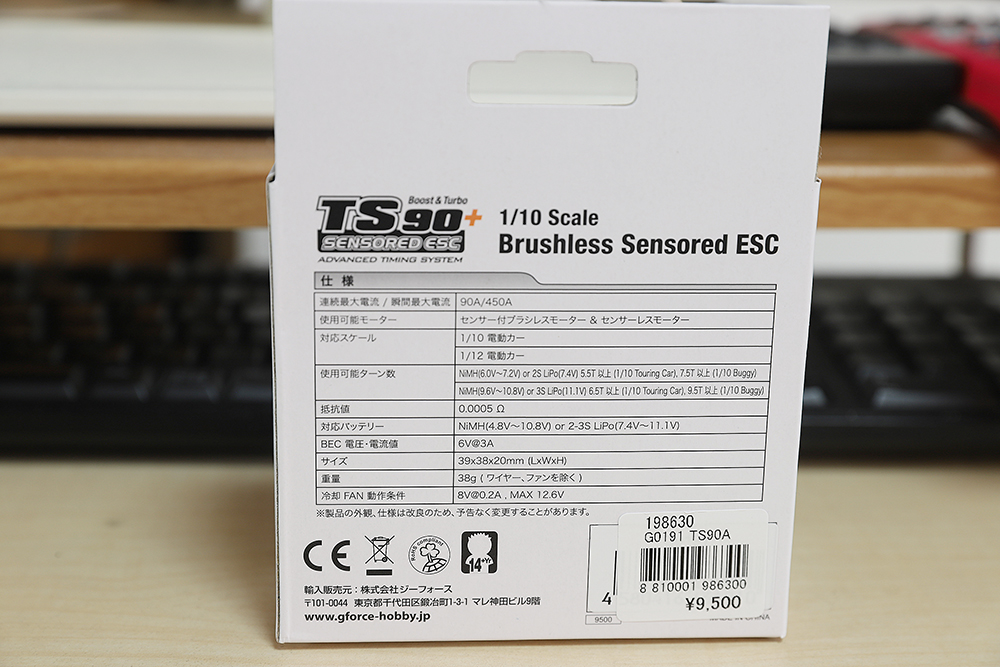 Boost & Turbo
TS 90+
SENSORED ESC
ADVANCED TIMING SYSTEM
1/10 Scale
Brushless Sensored ESC
仕 様
連続最大電流 / 瞬間最大電流 90A/450A
使用可能モーター センサー付ブラシレスモーター & センサーレスモーター
対応スケール 1/10 電動カー
1/12 電動カー
使用可能ターン数 NiMH(6.0V～7.2V) or 2S LiPo(7.4V) 5.5T 以上 (1/10 Touring Car), 7.5T 以上 (1/10 Buggy)
NiMH(9.6V～10.8V) or 3S LiPo(11.1V) 6.5T 以上 (1/10 Touring Car), 9.5T 以上 (1/10 Buggy)
抵抗値 0.0005 Ω
対応バッテリー NiMH(4.8V～10.8V) or 2-3S LiPo(7.4V～11.1V)
BEC 電圧・電流値 6V@3A
サイズ 39x38x20mm (LxWxH)
重量 38g ( ワイヤー、ファンを除く )
冷却 FAN 動作条件 8V@0.2A , MAX 12.6V
※製品の外観、仕様は改良のため、予告なく変更することがあります。
CE
RoHS compliant
14+Yr
輸入販売元：株式会社ジーフォース
〒101-0044 東京都千代田区鍛冶町1-3-1 マレ神田ビル9階
www.gforce-hobby.jp
198630
G0191 TS90A
8 810001 986300
¥9,500
4
9500
MADE IN CHINA